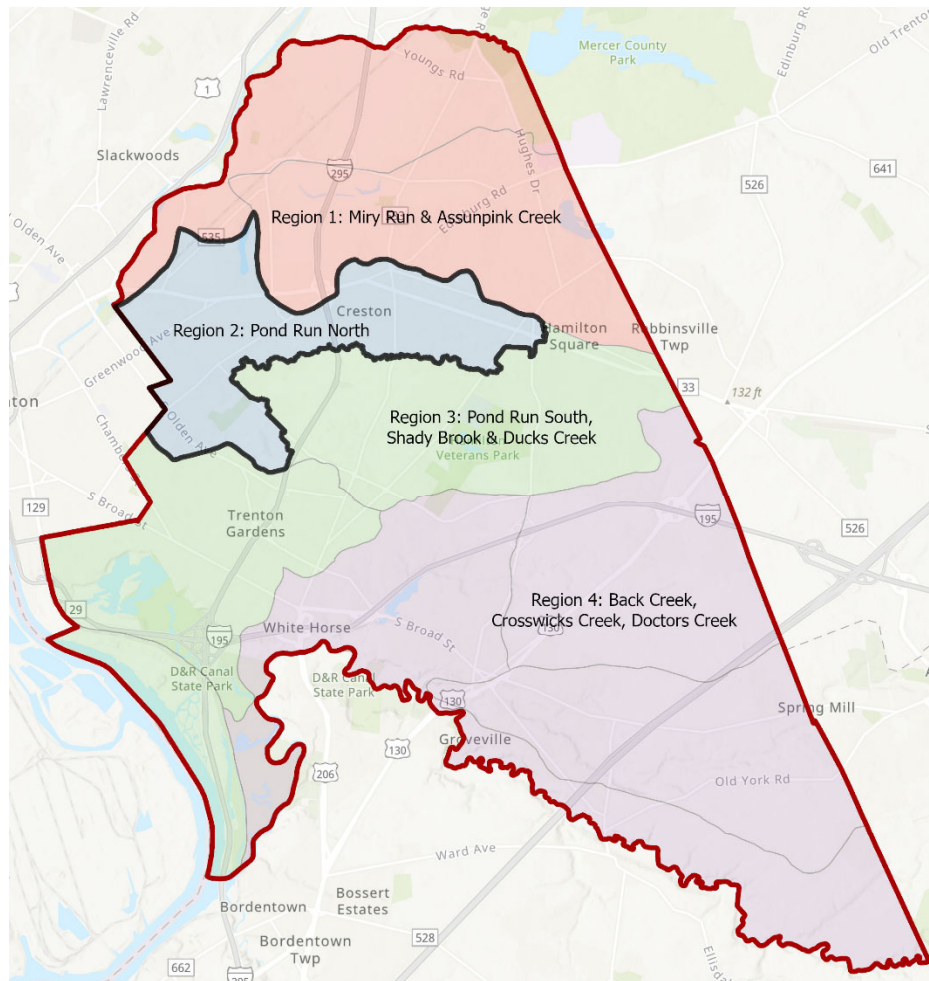 Mercer County
Park
Edinburg Rd
Old Trent
Lawrenceville Rd
Youngs Rd
1
Slackwoods
Hughes Dr
295
641
526
Edinburg Rd
Region 1: Miry Run & Assunpink Creek
535
Olden Ave
Creston
Region 2: Pond Run North
Hamilton
Square
Robbinsville
Twp
Greenwood Ave
33
132 ft
nton
Olden Ave
Region 3: Pond Run South,
Shady Brook & Ducks Creek
Veterans Park
Chambers St
S Broad St
129
Trenton
Gardens
195
526
Region 4: Back Creek,
Crosswicks Creek, Doctors Creek
130
29
White Horse
S Broad St
195
D&R Canal
State Park
D&R Canal
State Park
130
Spring Mill
Groveville
130
206
Old York Rd
Ward Ave
Bordentown
Bossert
Estates
528
Bordentown
Twp
662
295
Ellisda